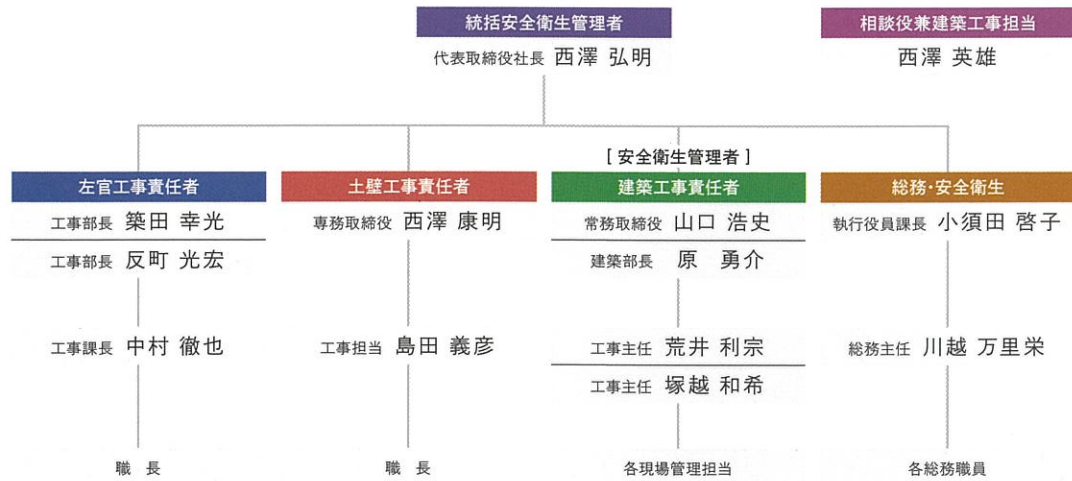 統括安全衛生管理者
代表取締役社長 西澤 弘明
相談役兼建築工事担当
西澤 英雄
左官工事責任者
工事部長 築田 幸光
工事部長 反町 光宏
工事課長 中村 徹也
職 長
土壁工事責任者
専務取締役 西澤 康明
工事担当 島田 義彦
職 長
[ 安全衛生管理者 ]
建築工事責任者
常務取締役 山口 浩史
建築部長 原 勇介
工事主任 荒井 利宗
工事主任 塚越 和希
各現場管理担当
総務・安全衛生
執行役員課長 小須田 啓子
総務主任 川越 万里栄
各総務職員